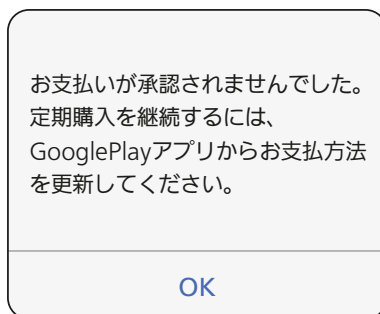 お支払いが承認されませんでした。
定期購入を継続するには、
GooglePlayアプリからお支払方法
を更新してください。
OK